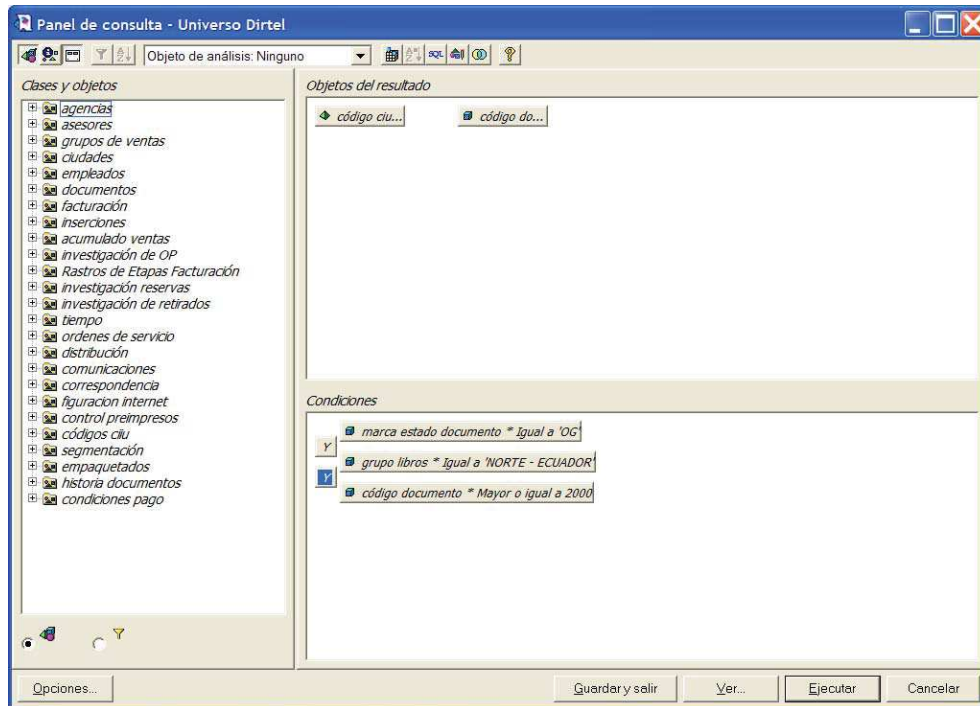 Panel de consulta - Universo Dirtel
Objeto de análisis: Ninguno
SQL
?
Clases y objetos
agencias
asesores
grupos de ventas
ciudades
empleados
documentos
facturación
inserciones
acumulado ventas
investigación de OP
Rastros de Etapas Facturación
investigación reservas
investigación de retirados
tiempo
ordenes de servicio
distribución
comunicaciones
correspondencia
figuracion internet
control preimpresos
códigos ciiu
segmentación
empaquetados
historia documentos
condiciones pago
Objetos del resultado
código ciu... código do...
Condiciones
marca estado documento * Igual a 'OG'
Y
grupo libros * Igual a 'NORTE - ECUADOR'
Y
código documento * Mayor o igual a 2000
Opciones... Guardar y salir Ver... Ejecutar Cancelar